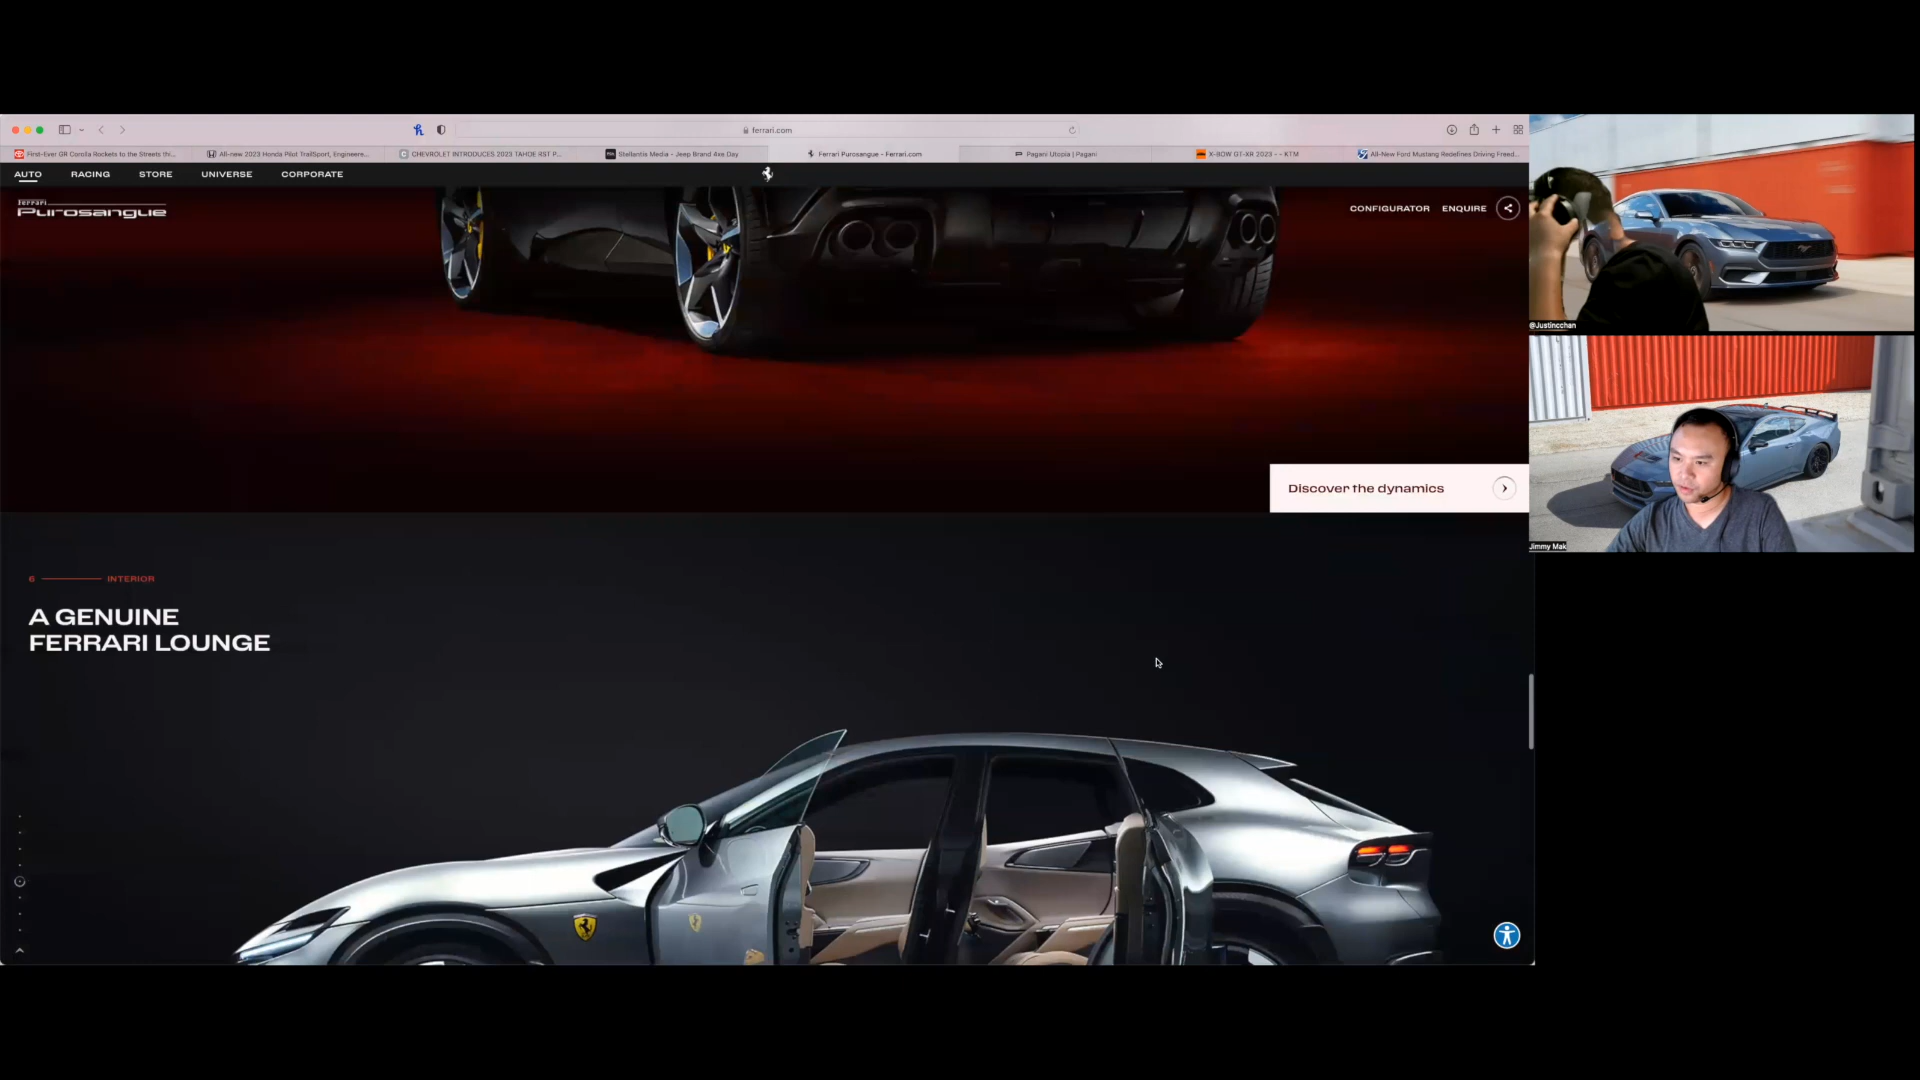 ferrari.com
First-Ever GR Corolla Rockets to the Streets thi...
All-new 2023 Honda Pilot TrailSport, Engineere...
CHEVROLET INTRODUCES 2023 TAHOE RST P...
Stellantis Media - Jeep Brand 4xe Day
Ferrari Purosangue - Ferrari.com
Pagani Utopia | Pagani
X-BOW GT-XR 2023 - - KTM
All-New Ford Mustang Redefines Driving Freed...
AUTO RACING STORE UNIVERSE CORPORATE
Ferrari
Purosangue
CONFIGURATOR ENQUIRE
@Justincchan
Discover the dynamics
Jimmy Mak
6 INTERIOR
A GENUINE
FERRARI LOUNGE